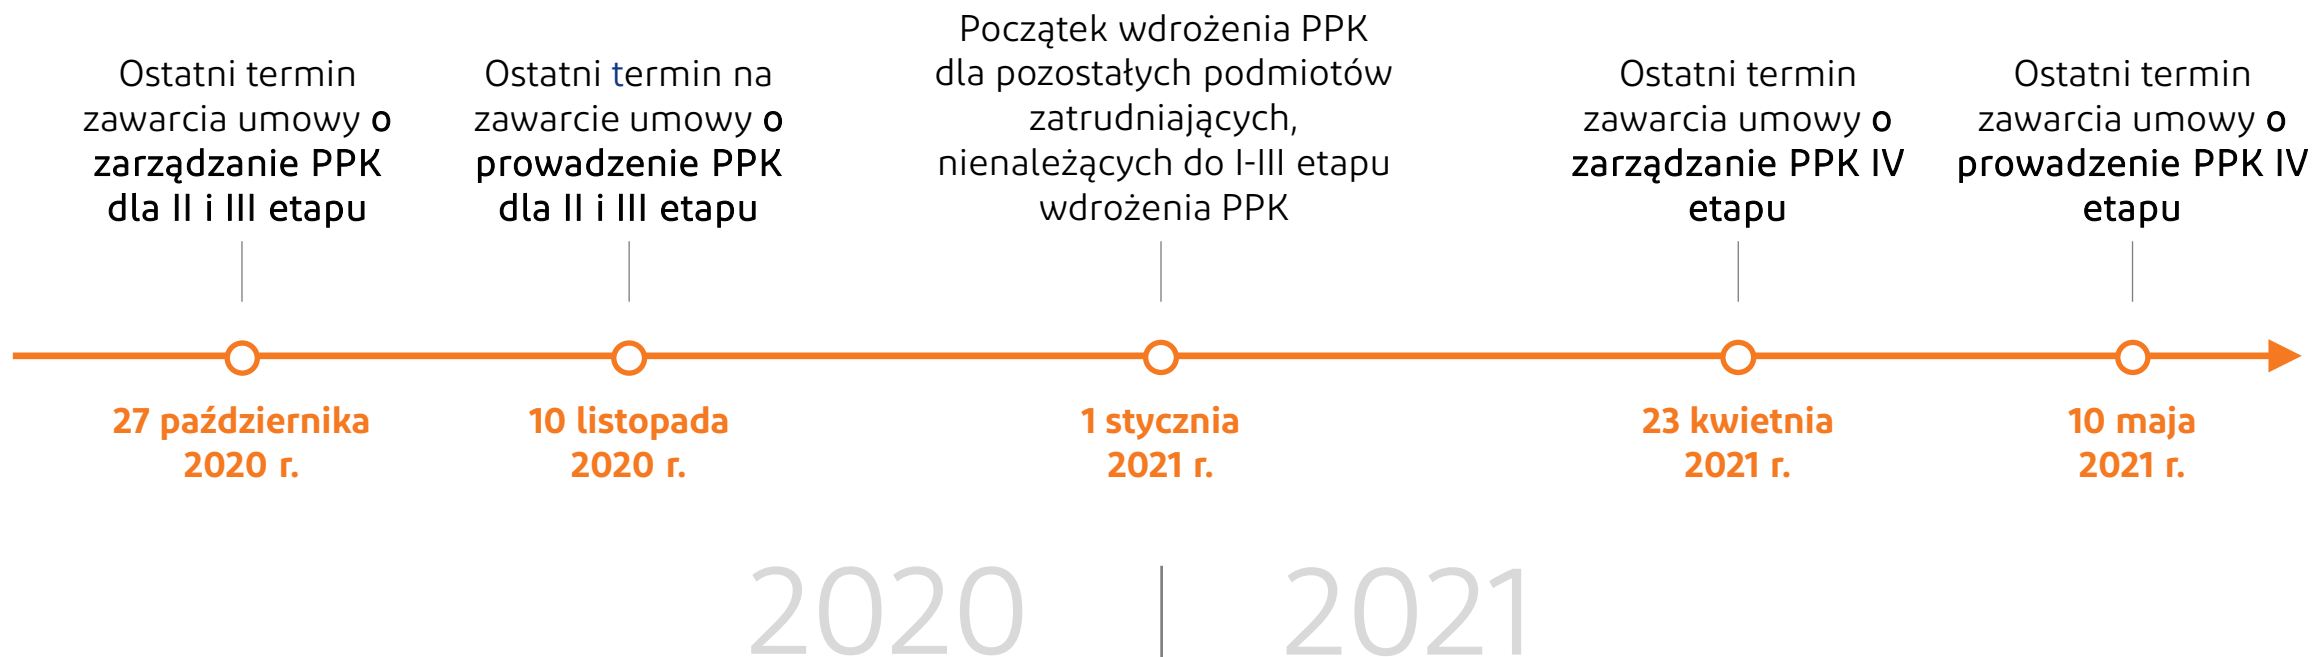 Ostatni termin
zawarcia umowy o
zarządzanie PPK
dla II i III etapu
Ostatni termin na
zawarcie umowy o
prowadzenie PPK
dla II i III etapu
Początek wdrożenia PPK
dla pozostałych podmiotów
zatrudniających,
nienależących do I-III etapu
wdrożenia PPK
Ostatni termin
zawarcia umowy o
zarządzanie PPK IV
etapu
Ostatni termin
zawarcia umowy o
prowadzenie PPK IV
etapu
27 października
2020 r.
10 listopada
2020 r.
1 stycznia
2021 r.
23 kwietnia
2021 r.
10 maja
2021 r.
2020
2021